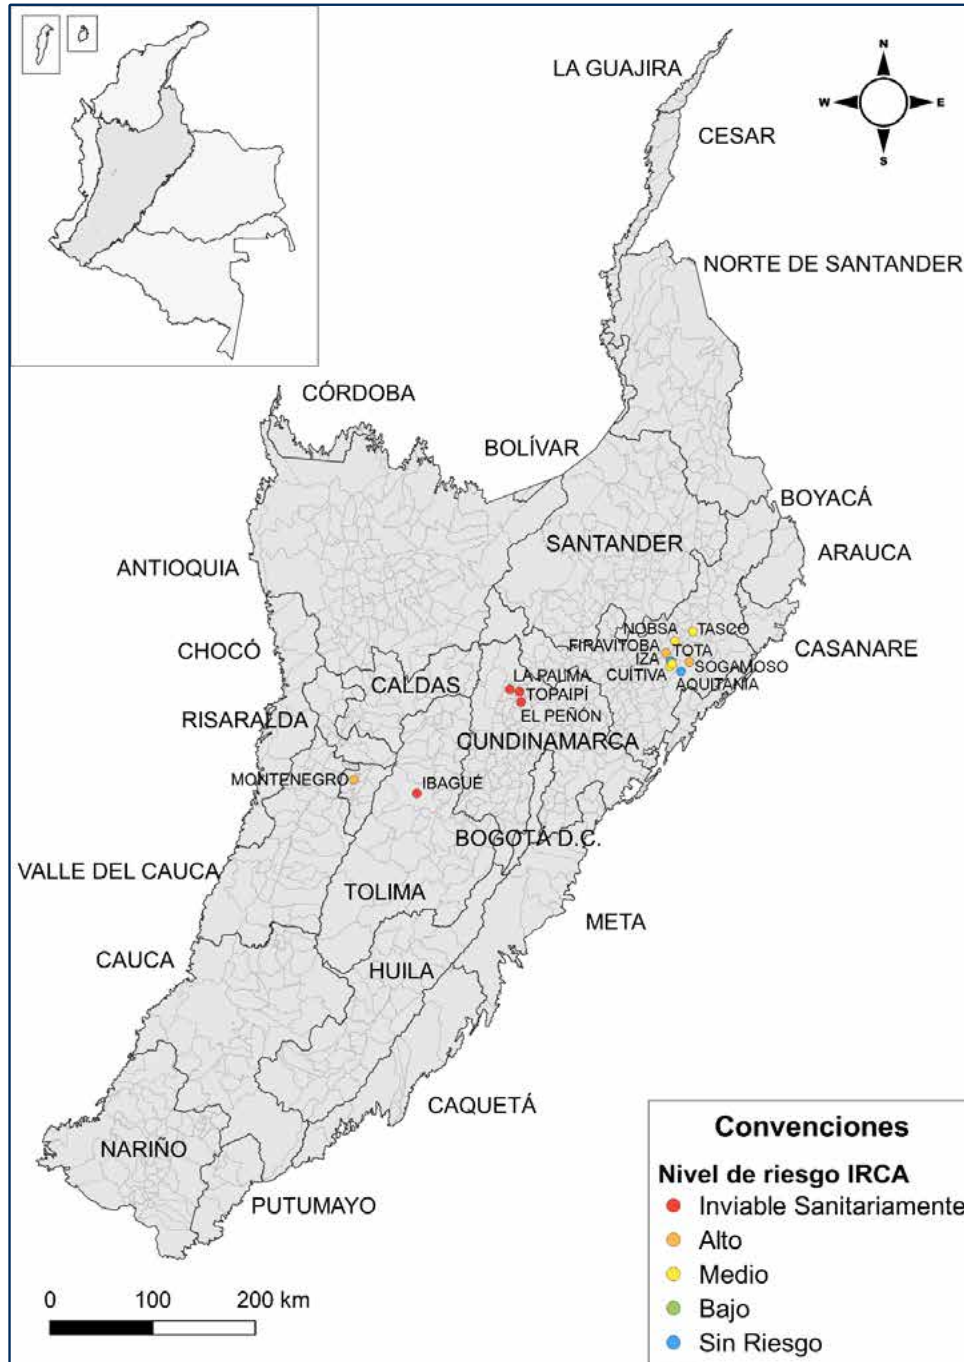 LA GUAJIRA
N
W
E
S
CESAR
NORTE DE SANTANDER
CÓRDOBA
BOLÍVAR
BOYACÁ
SANTANDER
ARAUCA
ANTIOQUIA
NOBSA
TASCO
FIRAVITOBA
TOTA
CASANARE
CHOCÓ
IZA
SOGAMOSO
CUÍTIVA
AQUITANIA
CALDAS
LA PALMA
TOPAIPÍ
EL PEÑÓN
RISARALDA
CUNDINAMARCA
MONTENEGRO
IBAGUÉ
BOGOTÁ D.C.
VALLE DEL CAUCA
TOLIMA
META
CAUCA
HUILA
CAQUETÁ
NARIÑO
PUTUMAYO
Convenciones
Nivel de riesgo IRCA
Inviable Sanitariamente
Alto
Medio
Bajo
Sin Riesgo
0 100 200 km